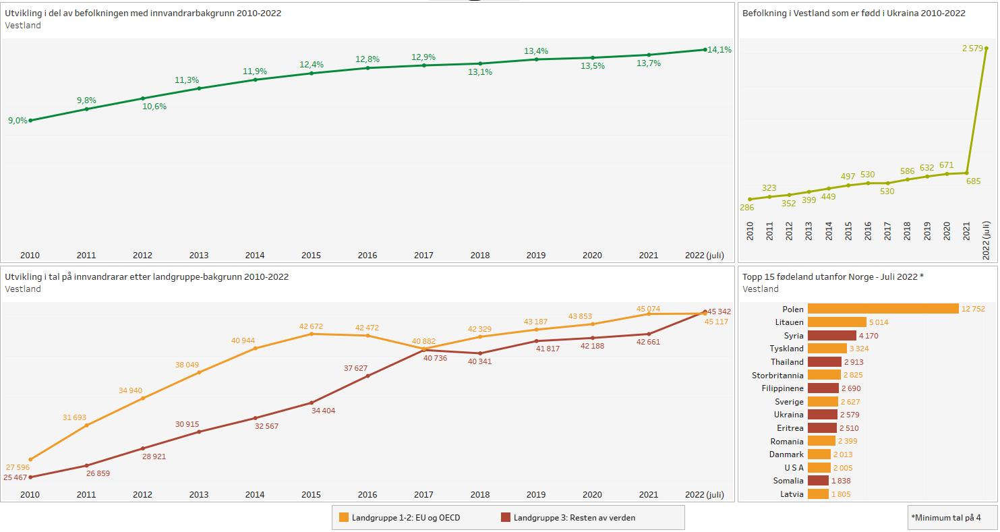 Utvikling i del av befolkningen med innvandrarbakgrunn 2010-2022
Vestland
9,0%
9,8%
10,6%
11,3%
11,9%
12,4%
12,8%
12,9%
13,1%
13,4%
13,5%
13,7%
14,1%
2010 2011 2012 2013 2014 2015 2016 2017 2018 2019 2020 2021 2022 (juli)
Befolkning i Vestland som er fødd i Ukraina 2010-2022
286
323
352
399
449
497
530
530
586
632
671
685
2 579
2010 2011 2012 2013 2014 2015 2016 2017 2018 2019 2020 2021 2022 (juli)
Utvikling i tal på innvandrarar etter landgruppe-bakgrunn 2010-2022
Vestland
27 596
31 693
34 940
38 049
40 944
42 672
42 472
40 882
42 329
43 187
43 853
45 074
45 117
25 467
26 859
28 921
30 915
32 567
34 404
37 627
40 736
40 341
41 817
42 188
42 661
45 342
2010 2011 2012 2013 2014 2015 2016 2017 2018 2019 2020 2021 2022 (juli)
Topp 15 fødeland utanfor Norge - Juli 2022 *
Vestland
Polen 12 752
Litauen 5 014
Syria 4 170
Tyskland 3 324
Thailand 2 913
Storbritannia 2 825
Filippinene 2 690
Sverige 2 627
Ukraina 2 579
Eritrea 2 510
Romania 2 399
Danmark 2 013
U S A 2 005
Somalia 1 838
Latvia 1 805
Landgruppe 1-2: EU og OECD
Landgruppe 3: Resten av verden
*Minimum tal på 4